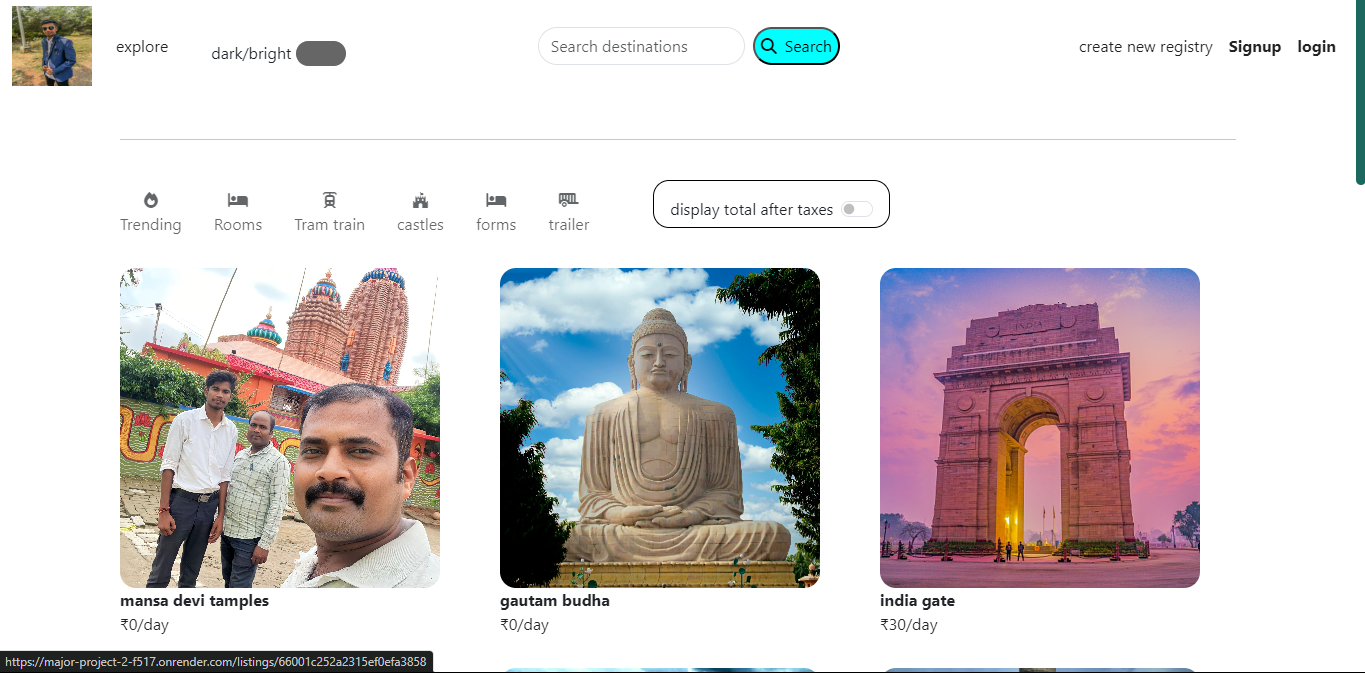 explore
dark/bright
Search destinations
Search
create new registry
Signup
login
Trending
Rooms
Tram train
castles
forms
trailer
display total after taxes
INDIA
mansa devi tamples
₹0/day
gautam budha
₹0/day
india gate
₹30/day
https://major-project-2-f517.onrender.com/listings/66001c252a2315ef0efa3858